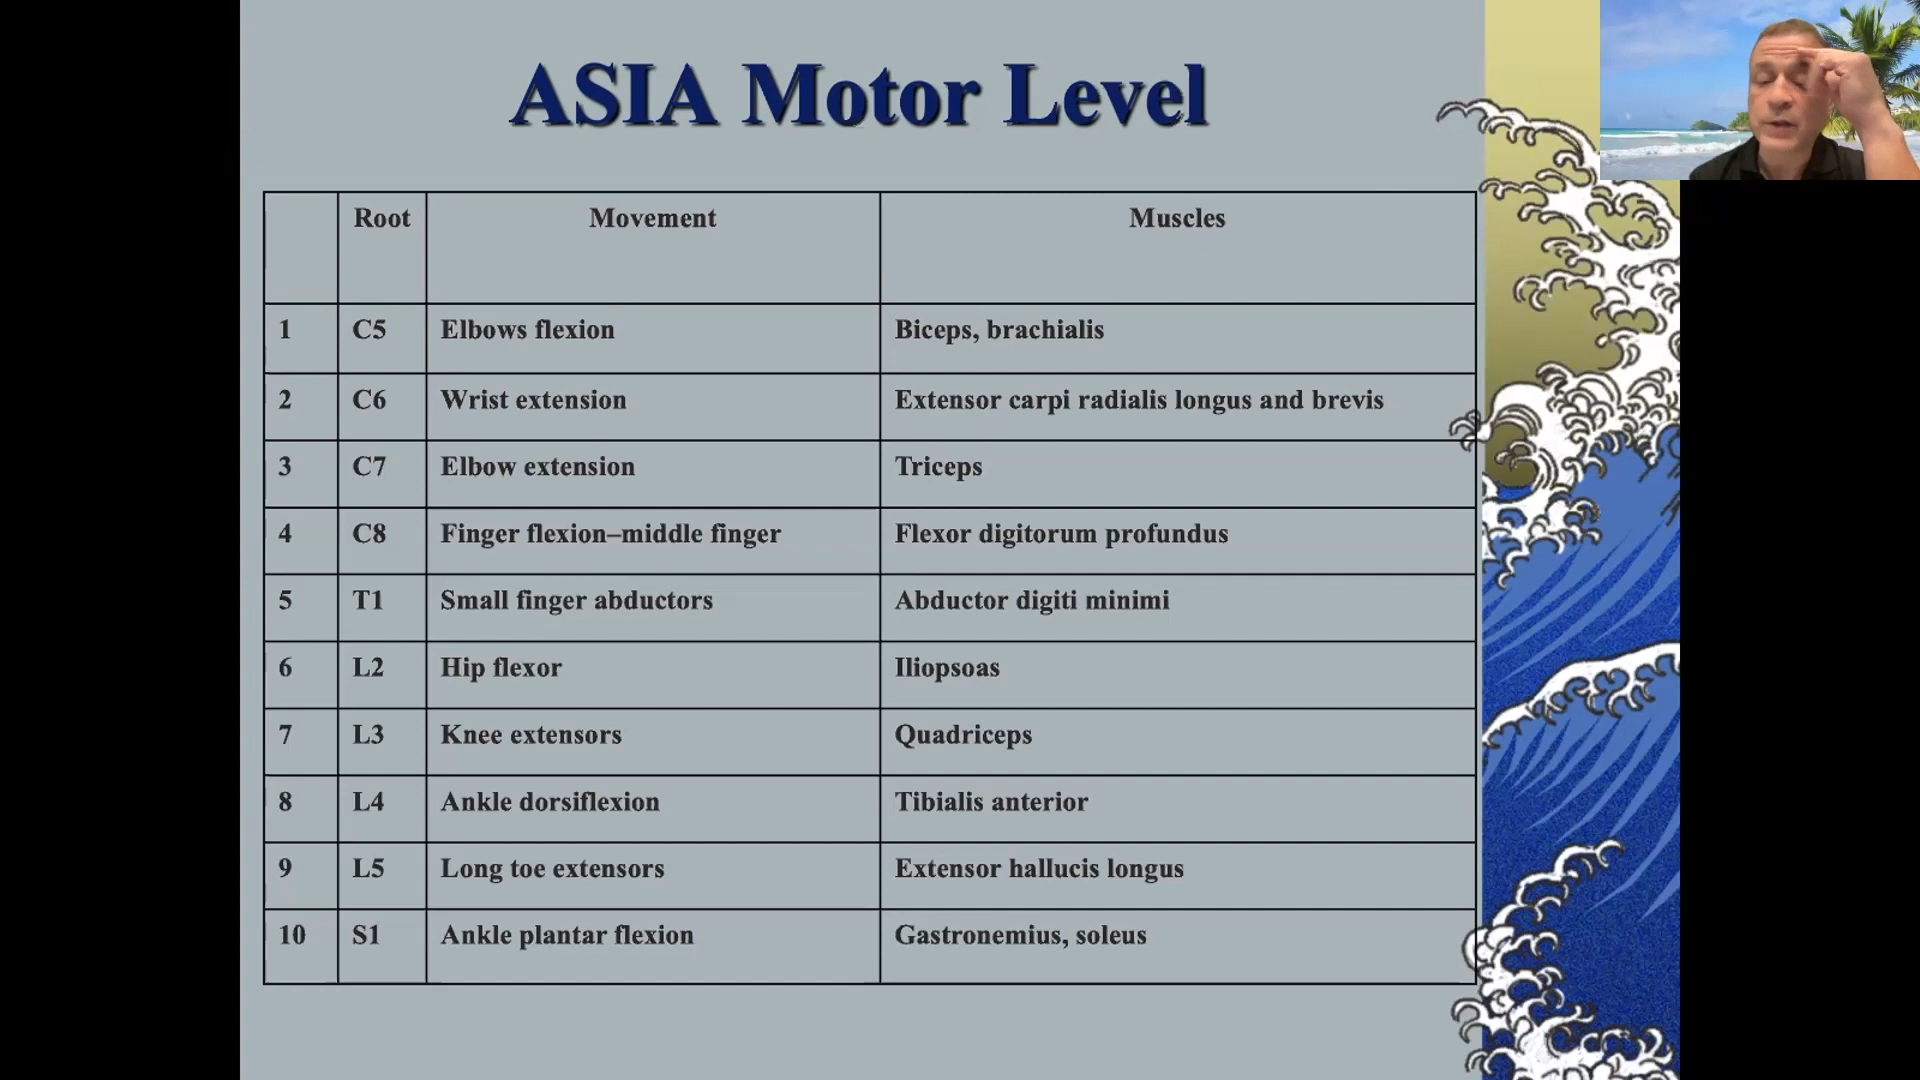 ASIA Motor Level
Root Movement Muscles
1 C5 Elbows flexion Biceps, brachialis
2 C6 Wrist extension Extensor carpi radialis longus and brevis
3 C7 Elbow extension Triceps
4 C8 Finger flexion–middle finger Flexor digitorum profundus
5 T1 Small finger abductors Abductor digiti minimi
6 L2 Hip flexor Iliopsoas
7 L3 Knee extensors Quadriceps
8 L4 Ankle dorsiflexion Tibialis anterior
9 L5 Long toe extensors Extensor hallucis longus
10 S1 Ankle plantar flexion Gastronemius, soleus